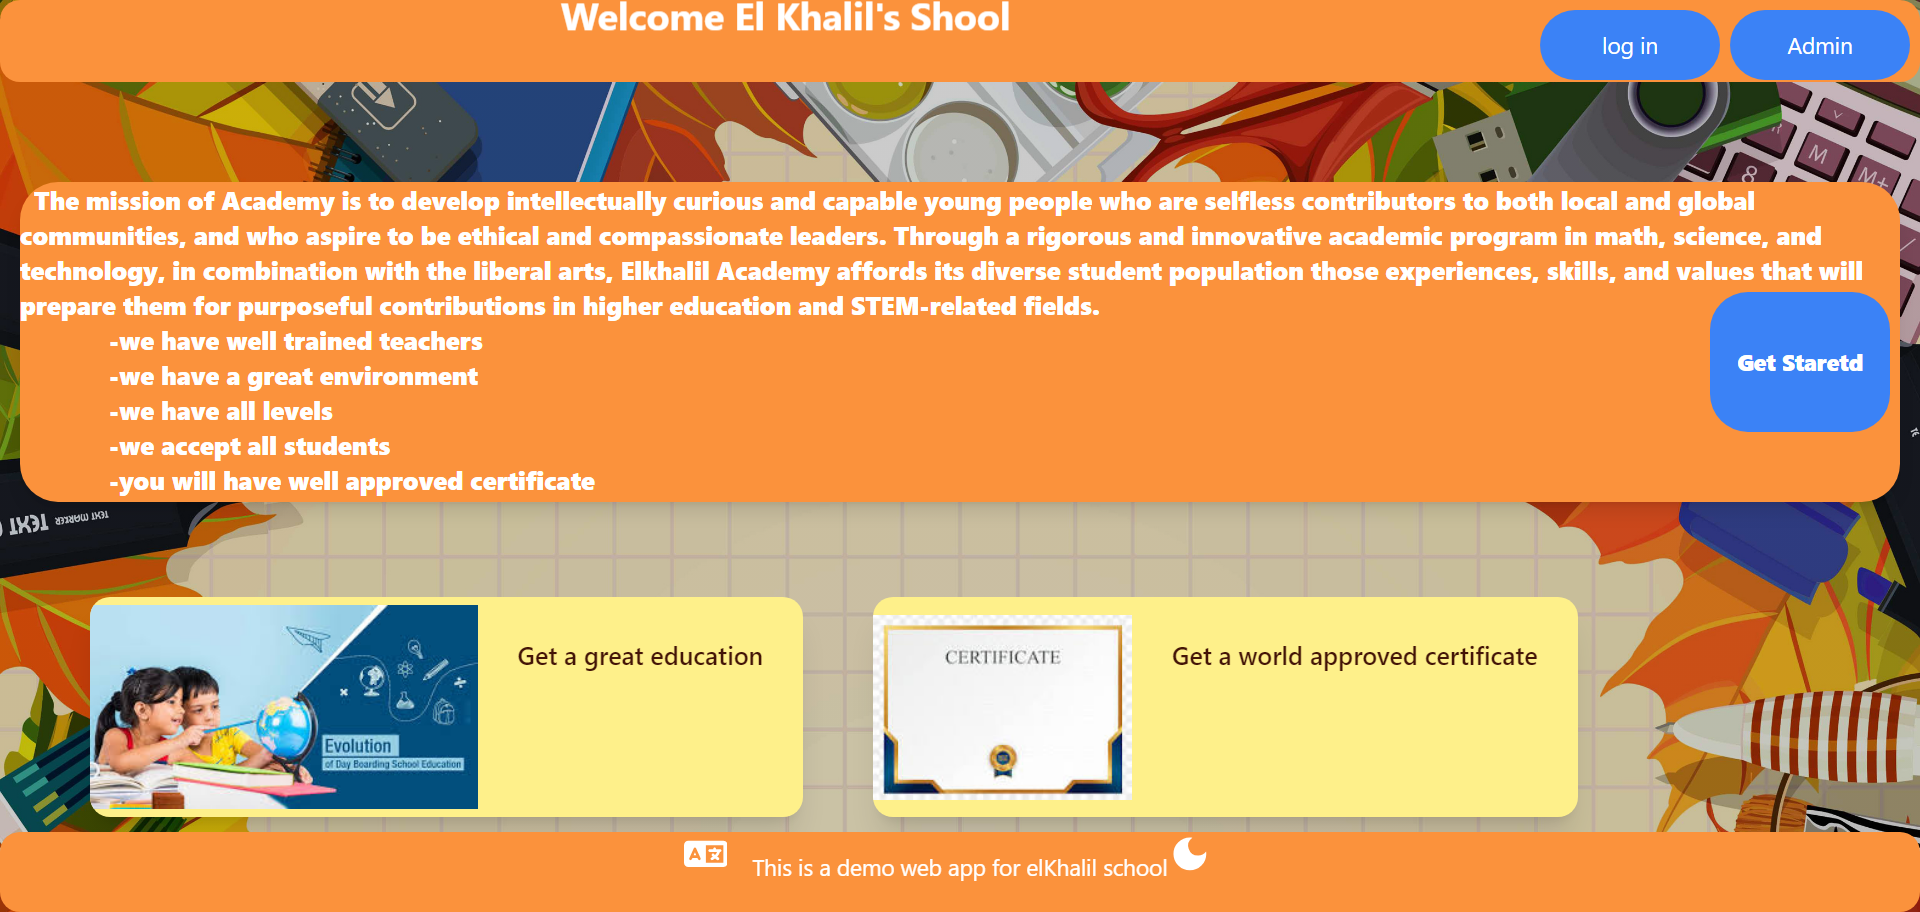 Welcome El Khalil's Shool
log in
Admin
The mission of Academy is to develop intellectually curious and capable young people who are selfless contributors to both local and global
communities, and who aspire to be ethical and compassionate leaders. Through a rigorous and innovative academic program in math, science, and
technology, in combination with the liberal arts, Elkhalil Academy affords its diverse student population those experiences, skills, and values that will
prepare them for purposeful contributions in higher education and STEM-related fields.
-we have well trained teachers
-we have a great environment
-we have all levels
-we accept all students
-you will have well approved certificate
Get Staretd
M
M+
8
TEXT
TEXT MARKER
Evolution
of Day Boarding School Education
Get a great education
CERTIFICATE
Get a world approved certificate
A 文
This is a demo web app for elKhalil school